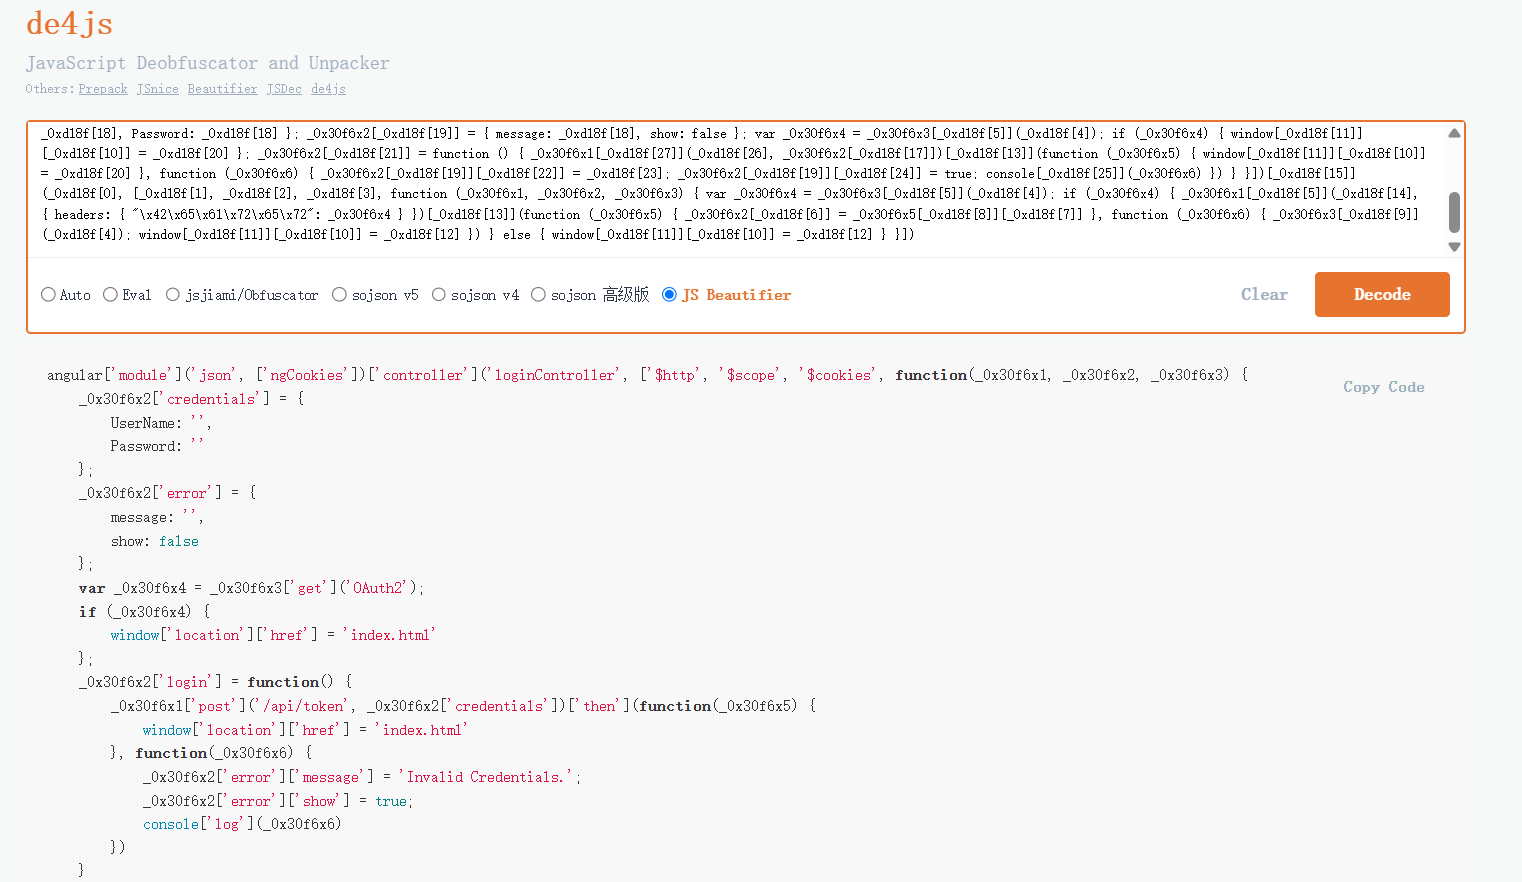 de4js
JavaScript Deobfuscator and Unpacker
Others: Prepack JSnice Beautifier JSDec de4js
_0xd18f[18], Password: _0xd18f[18] }; _0x30f6x2[_0xd18f[19]] = { message: _0xd18f[18], show: false }; var _0x30f6x4 = _0x30f6x3[_0xd18f[5]](_0xd18f[4]); if (_0x30f6x4) { window[_0xd18f[11]]
[_0xd18f[10]] = _0xd18f[20] }; _0x30f6x2[_0xd18f[21]] = function () { _0x30f6x1[_0xd18f[27]](_0xd18f[26], _0x30f6x2[_0xd18f[17]])[_0xd18f[13]](function (_0x30f6x5) { window[_0xd18f[11]][_0xd18f[10]]
= _0xd18f[20] }, function (_0x30f6x6) { _0x30f6x2[_0xd18f[19]][_0xd18f[22]] = _0xd18f[23]; _0x30f6x2[_0xd18f[19]][_0xd18f[24]] = true; console[_0xd18f[25]](_0x30f6x6) }) } }])[_0xd18f[15]]
(_0xd18f[0], [_0xd18f[1], _0xd18f[2], _0xd18f[3], function (_0x30f6x1, _0x30f6x2, _0x30f6x3) { var _0x30f6x4 = _0x30f6x3[_0xd18f[5]](_0xd18f[4]); if (_0x30f6x4) { _0x30f6x1[_0xd18f[5]](_0xd18f[14],
{ headers: { "\x42\x65\x61\x72\x65\x72": _0x30f6x4 } })[_0xd18f[13]](function (_0x30f6x5) { _0x30f6x2[_0xd18f[6]] = _0x30f6x5[_0xd18f[8]][_0xd18f[7]] }, function (_0x30f6x6) { _0x30f6x3[_0xd18f[9]]
(_0xd18f[4]); window[_0xd18f[11]][_0xd18f[10]] = _0xd18f[12] }) } else { window[_0xd18f[11]][_0xd18f[10]] = _0xd18f[12] } }])
Auto Eval jsjiami/Obfuscator sojson v5 sojson v4 sojson 高级版 JS Beautifier Clear Decode
Copy Code
angular['module']('json', ['ngCookies'])['controller']('loginController', ['$http', '$scope', '$cookies', function(_0x30f6x1, _0x30f6x2, _0x30f6x3) {
_0x30f6x2['credentials'] = {
UserName: '',
Password: ''
};
_0x30f6x2['error'] = {
message: '',
show: false
};
var _0x30f6x4 = _0x30f6x3['get']('OAuth2');
if (_0x30f6x4) {
window['location']['href'] = 'index.html'
};
_0x30f6x2['login'] = function() {
_0x30f6x1['post']('/api/token', _0x30f6x2['credentials'])['then'](function(_0x30f6x5) {
window['location']['href'] = 'index.html'
}, function(_0x30f6x6) {
_0x30f6x2['error']['message'] = 'Invalid Credentials.';
_0x30f6x2['error']['show'] = true;
console['log'](_0x30f6x6)
})
}